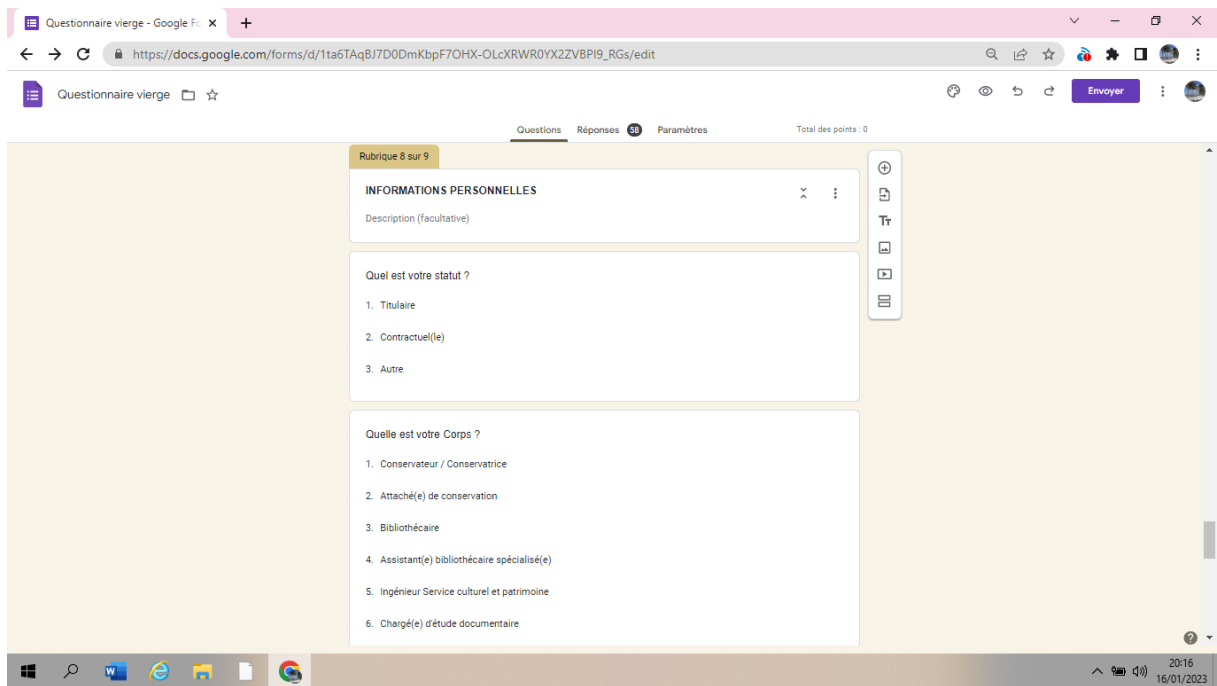 Questionnaire vierge - Google Fo
https://docs.google.com/forms/d/1ta6TAqBJ7D0DmKbpF7OHX-OLcXRWR0YX2ZVBPI9_RGs/edit
Questionnaire vierge
Envoyer
Questions Réponses 58 Paramètres Total des points : 0
Rubrique 8 sur 9
INFORMATIONS PERSONNELLES
Description (facultative)
Quel est votre statut ?
1. Titulaire
2. Contractuel(le)
3. Autre
Quelle est votre Corps ?
1. Conservateur / Conservatrice
2. Attaché(e) de conservation
3. Bibliothécaire
4. Assistant(e) bibliothécaire spécialisé(e)
5. Ingénieur Service culturel et patrimoine
6. Chargé(e) d'étude documentaire
20:16
16/01/2023